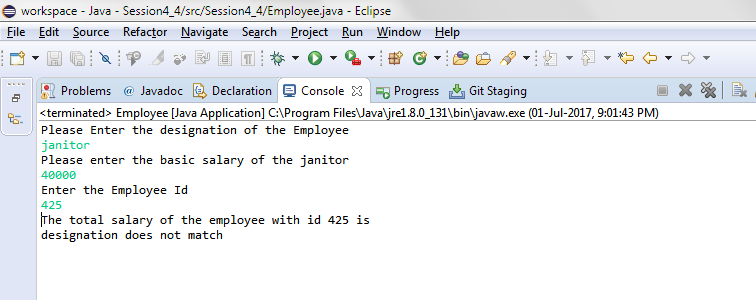 workspace - Java - Session4_4/src/Session4_4/Employee.java - Eclipse
File Edit Source Refactor Navigate Search Project Run Window Help
Problems @ Javadoc Declaration Console Progress Git Staging
<terminated> Employee [Java Application] C:\Program Files\Java\jre1.8.0_131\bin\javaw.exe (01-Jul-2017, 9:01:43 PM)
Please Enter the designation of the Employee
janitor
Please enter the basic salary of the janitor
40000
Enter the Employee Id
425
The total salary of the employee with id 425 is
designation does not match